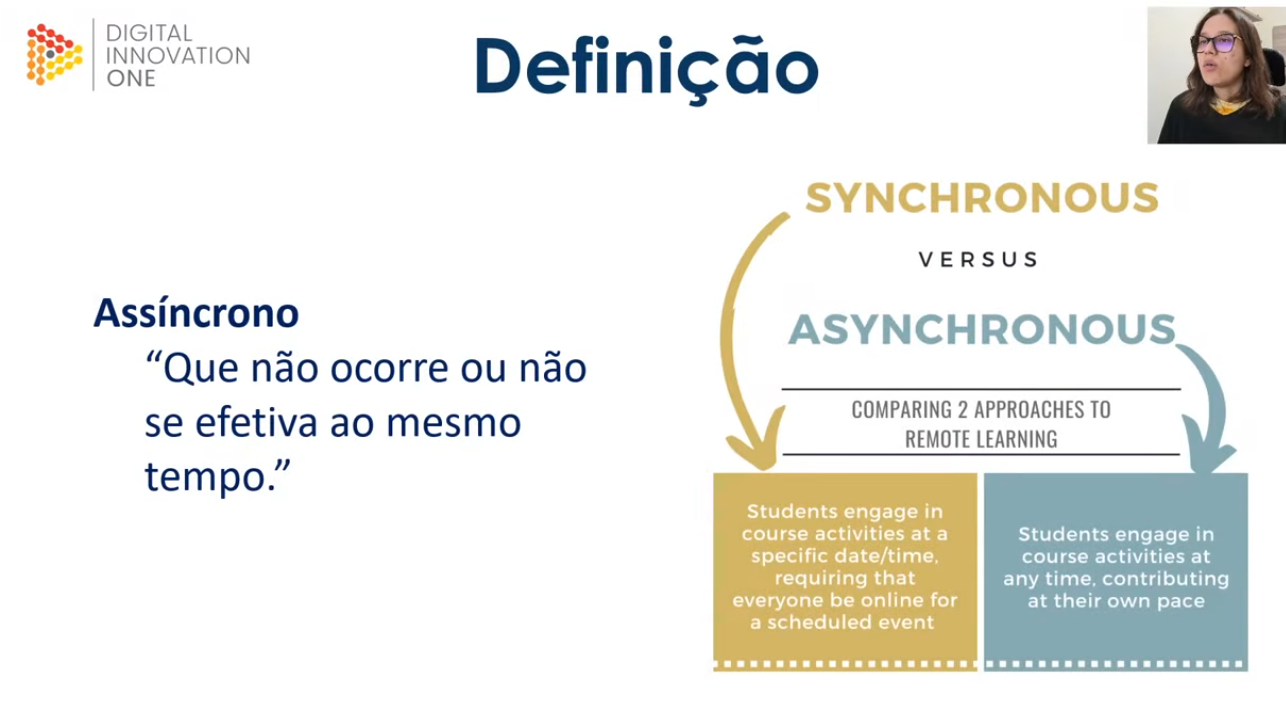 DIGITAL
INNOVATION
ONE
Definição
Assíncrono
“Que não ocorre ou não
se efetiva ao mesmo
tempo.”
SYNCHRONOUS
VERSUS
ASYNCHRONOUS
COMPARING 2 APPROACHES TO
REMOTE LEARNING
Students engage in
course activities at a
specific date/time,
requiring that
everyone be online for
a scheduled event
Students engage in
course activities at
any time, contributing
at their own pace